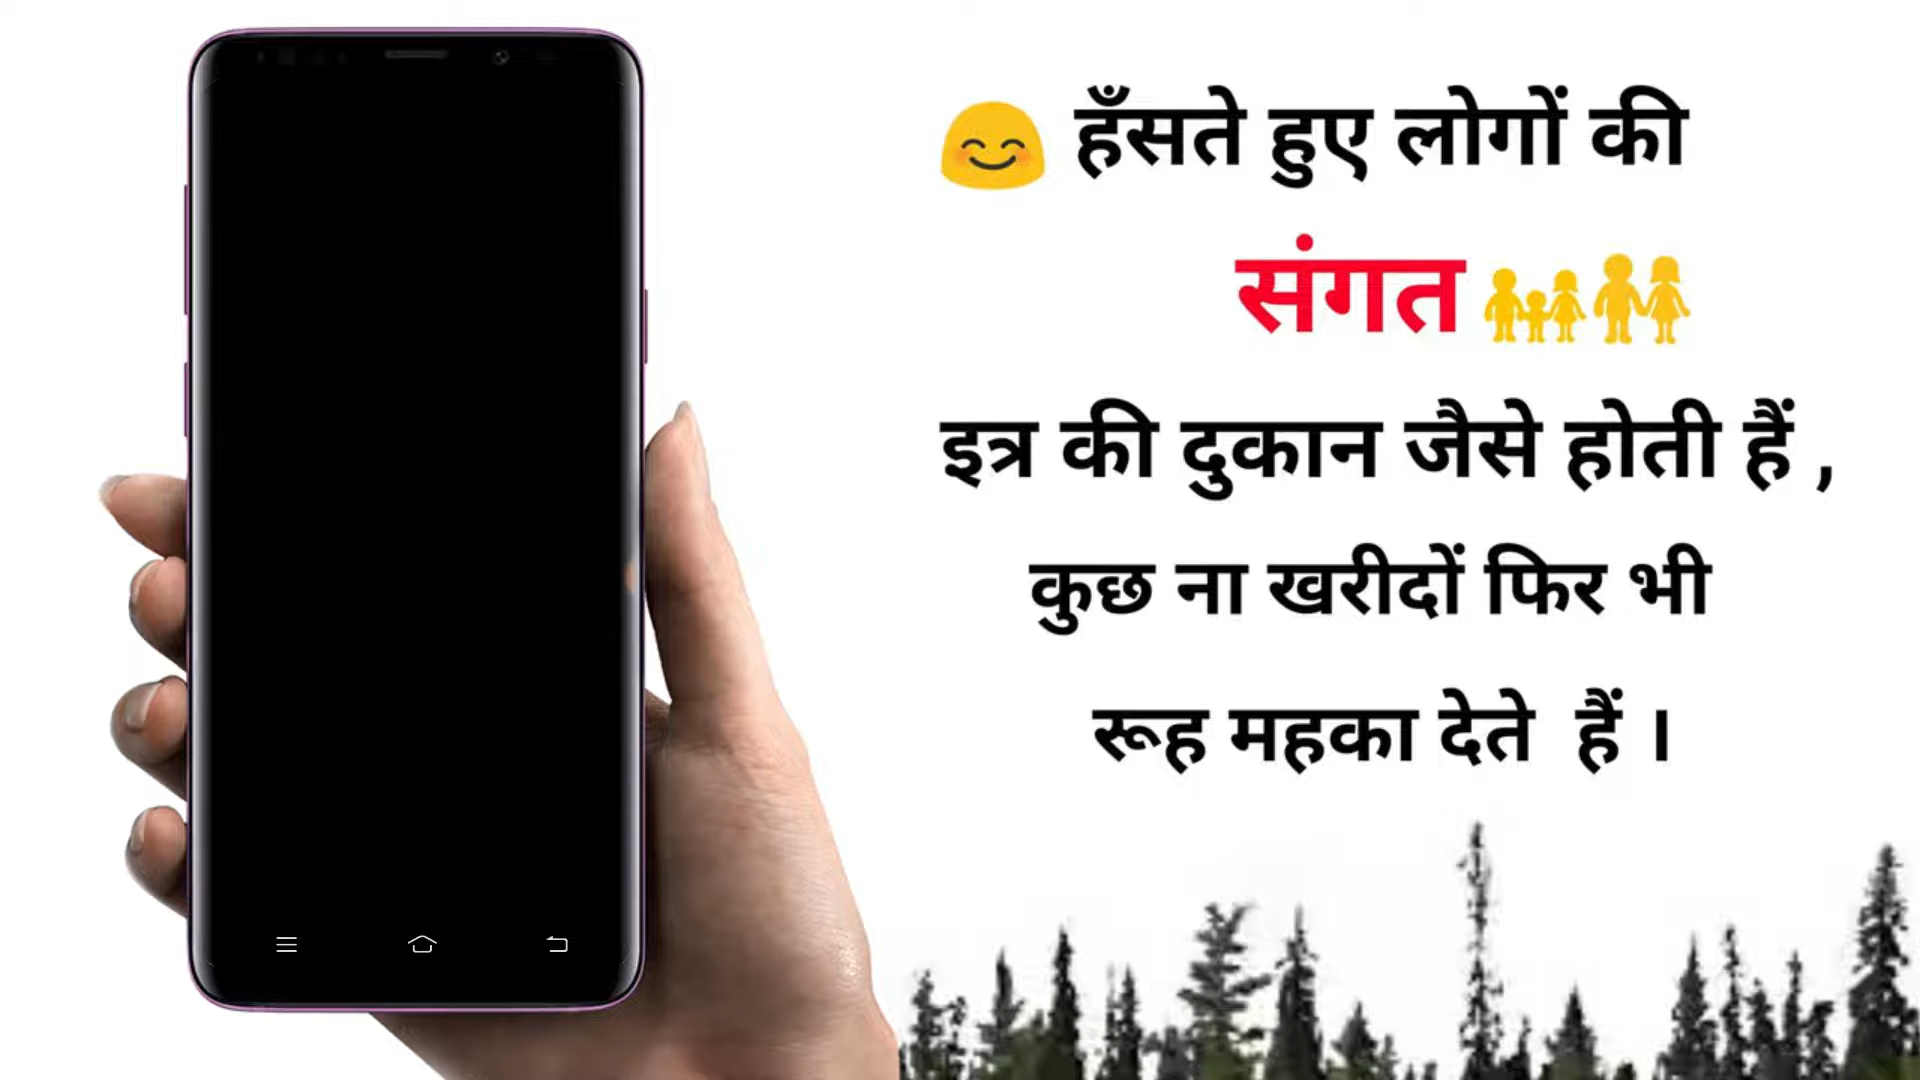 😊 हँसते हुए लोगों की
संगत 👨‍👦‍👧👫
इत्र की दुकान जैसे होती हैं ,
कुछ ना खरीदों फिर भी
रूह महका देते हैं ।